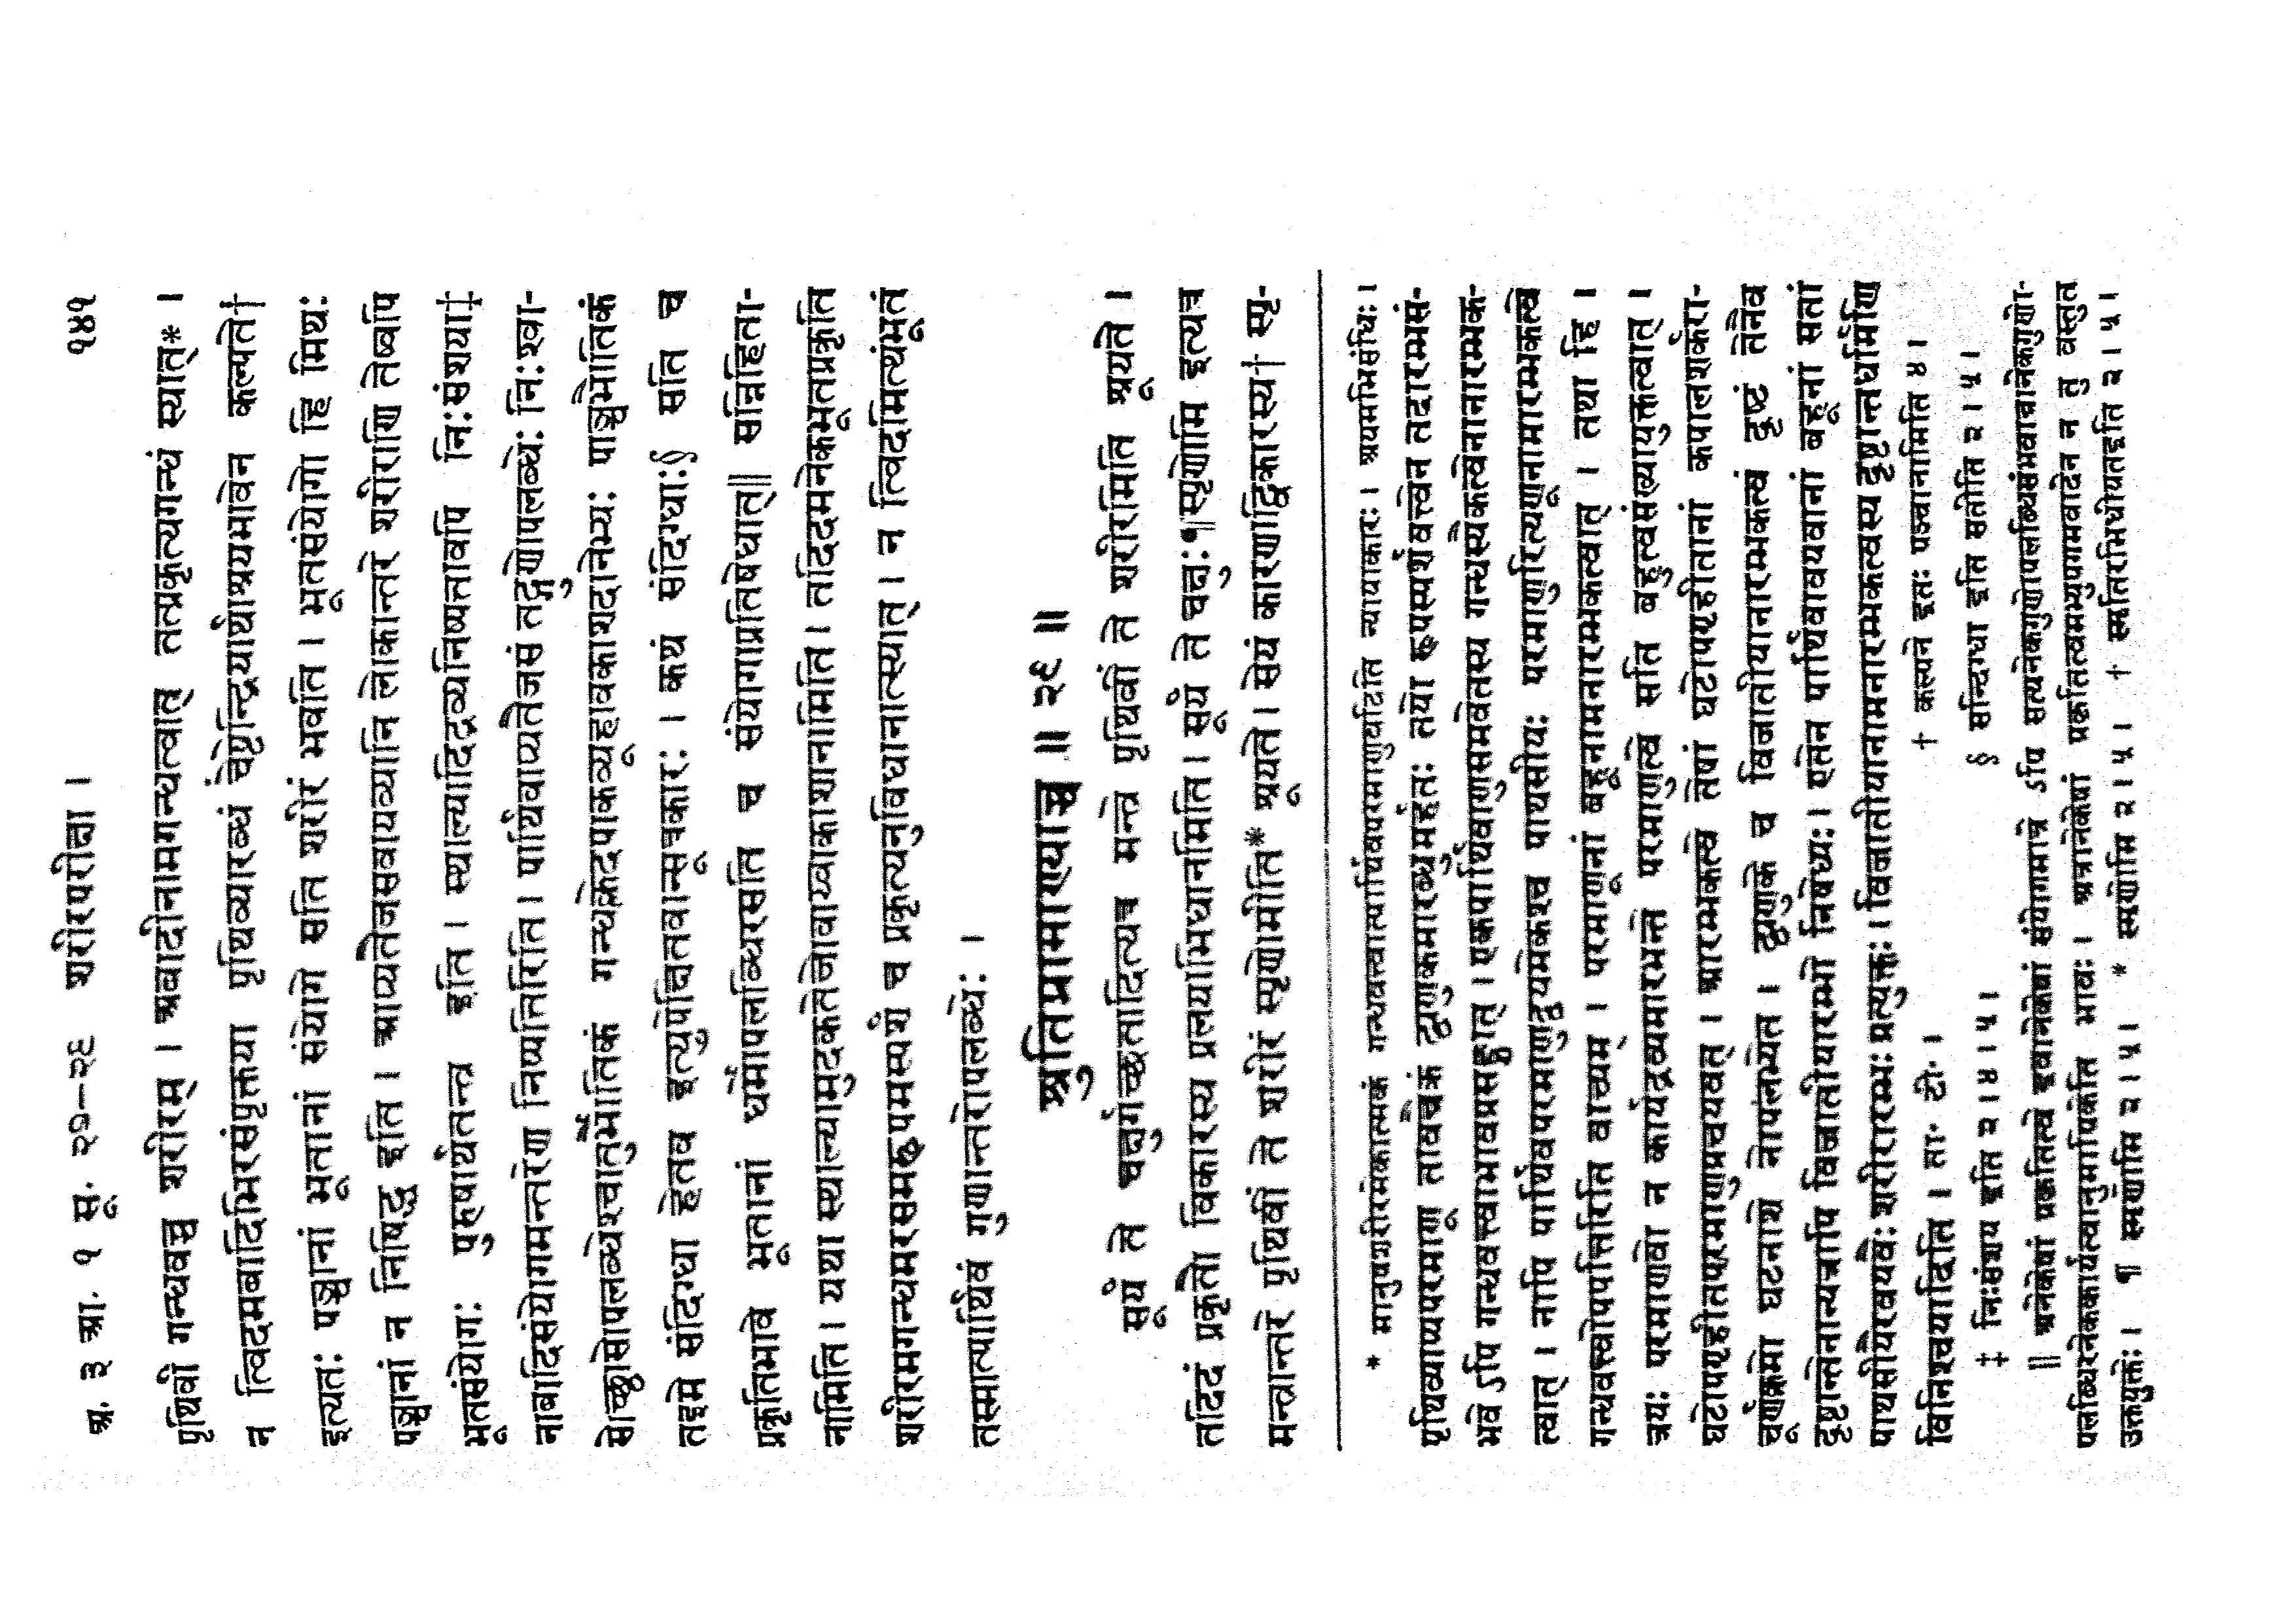 अ. ३ आ. १ सू. २७–२९ शरीरपरीक्षा । १४१
पृथिवी गन्धवच्च शरीरम् । अबादीनामगन्धत्वात् तत्प्रकृत्यगन्धं स्यात्* ।
न त्विदमबादिभिरसंपृक्तया पृथिव्यारब्धं चेष्टेन्द्रियार्थाश्रयभावेन कल्पते†
इत्यतः पञ्चानां भूतानां संयोगे सति शरीरं भवति । भूतसंयोगो हि मिथः
पञ्चानां न निषिद्ध इति । आप्यतैजसवायव्यानि लोकान्तरे शरीराणि तेष्वपि
भूतसंयोगः पुरुषार्थतन्त्र इति । स्थाल्यादिद्रव्यनिष्पत्तावपि निःसंशया‡
नाबादिसंयोगमन्तरेण निष्पत्तिरिति । पार्थिवाप्यतैजसं तद्गुणोपलब्धेः निःश्वा-
सोच्छ्वासोपलब्धेश्चातुर्भौतिकं गन्धक्लेदपाकव्यूहावकाशदानेभ्यः पाञ्चभौतिकं
तइमे संदिग्धा हेतव इत्युपेक्षितवान्सूत्रकारः । कथं संदिग्धाः§ सति च
प्रकृतिभावे भूतानां धर्मोपलब्धिरसति च संयोगाप्रतिषेधात्‖ सन्निहिता-
नामिति । यथा स्थाल्यामुदकतेजोवाय्वाकाशानामिति । तदिदमनेकभूतप्रकृति
शरीरमगन्धमरसमरूपमस्पर्शं च प्रकृत्यनुविधानात्स्यात् । न त्विदमित्थंभूतं
तस्मात्पार्थिवं गुणान्तरोपलब्धेः ।
श्रुतिप्रामाण्याच्च ॥ २९ ॥
सूर्यं ते चक्षुर्गच्छतादित्यत्र मन्त्रे पृथिवीं ते शरीरमिति श्रूयते ।
तदिदं प्रकृतौ विकारस्य प्रलयाभिधानमिति । सूर्यं ते चक्षुः¶स्पृणोमि इत्यत्र
मन्त्रान्तरे पृथिवीं ते शरीरं स्पृणोमीति* श्रूयते । सेयं कारणाद्विकारस्य† स्पृ-
* मानुषशरीरमेकात्मकं गन्धवत्त्वात्पार्थिवपरमाणुवदिति न्यायाकारः । अयमभिसंधिः ।
पृथिव्याप्यपरमाणू तावच्चैकं द्व्यणुकमारब्धुमर्हतः तयो रूपस्पर्शवत्त्वेन तदारम्भसं-
भवे ऽपि गन्धवत्त्वाभावप्रसङ्गात् । एकपार्थिवाणुसमवेतस्य गन्धस्यैकत्वेनानारम्भक-
त्वात् । नापि पार्थिवपरमाणुद्वयमेकश्च पाथसीयः परमाणुरित्यणूनामारम्भकत्वे
गन्धवत्त्वोपपत्तिरिति वाच्यम् । परमाणूनां बहूनामनारम्भकत्वात् । तथा हि ।
त्रयः परमाणवो न कार्यद्रव्यमारभन्ते परमाणुत्वे सति बहुत्वसंख्यायुक्तत्वात् ।
घटोपगृहीतपरमाणुप्रचयवत् । आरम्भकत्वे तेषां घटोपगृहीतानां कपालशर्करा-
चूर्णक्रमो घटनाशे नोपलभ्येत । द्व्यणुके च विजातीयानारम्भकत्वं दृष्टं तेनैव
दृष्टान्तेनान्यत्रापि विजातीयारम्भो निषेध्यः । एतेन पार्थिवावयवानां बहूनां सतां
पाथसीयैरवयवैः शरीरारम्भः प्रत्युक्तः । विजातीयानामनारम्भकत्वस्य दृष्टान्तधर्मिणि
विनिश्चयादिति । ता. टी. । † कल्पने इतः पञ्चानामिति ४ ।
‡ निःसंशय इति २ । ४ । ५ । § सन्दिग्धा इति सतीति २ । ५ ।
‖ अनेकेषां प्रकृतित्वे इवानेकेषां संयोगमात्रे ऽपि सत्यनेकगुणोपलब्धिसंभवान्नानेकगुणो-
पलब्धिरनेककार्यत्वानुमापिकेति भावः । अत्रानेकेषां प्रकृतित्वमभ्युपगमवादेन न तु वस्तुत
उक्तयुक्तेः । ¶ स्मृणोमि २ । ५ । * स्मृणोमि २ । ५ । † स्मृतिरभिधीयतइति २ । ५ ।